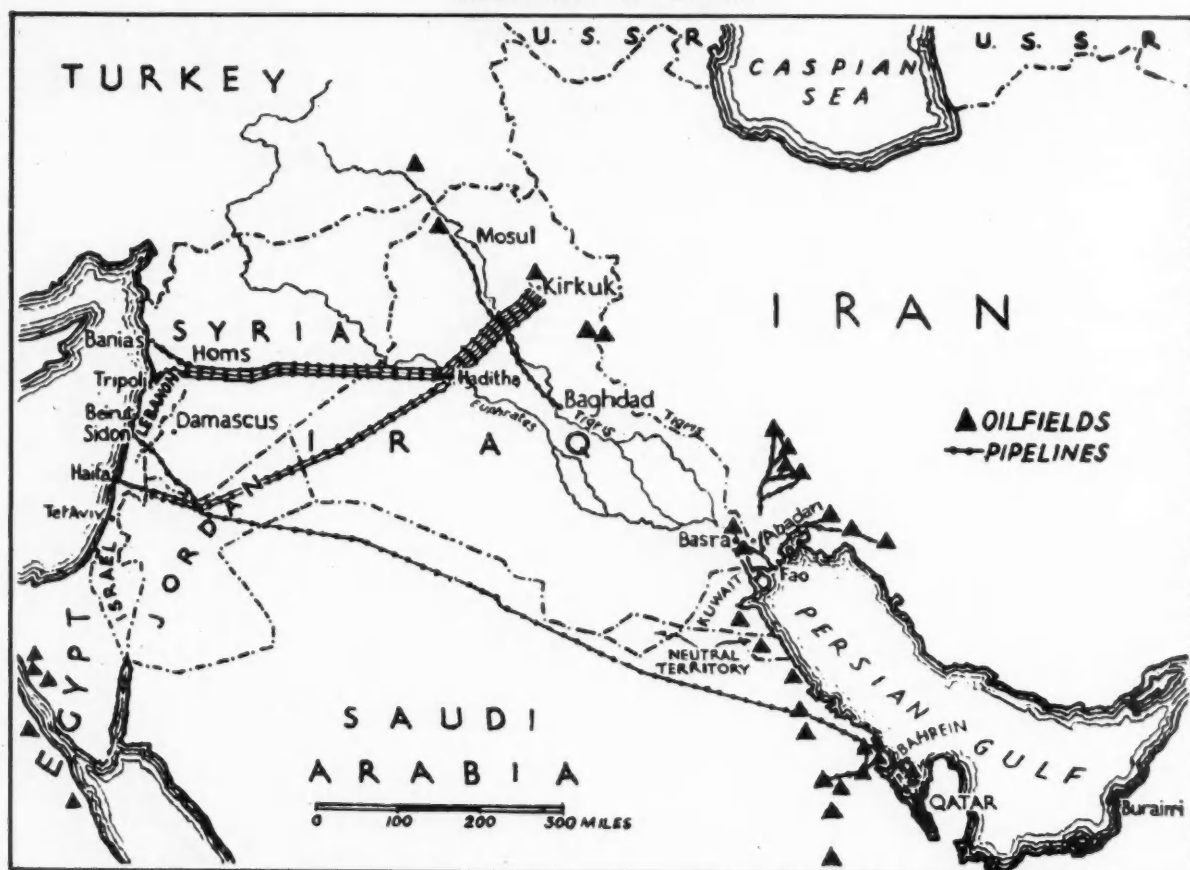 U. S. S. R
U. S. S. R
TURKEY
CASPIAN
SEA
Mosul
Kirkuk
IRAN
SYRIA
Banias
Homs
Tripoli
LEBANON
Haditha
Beirut
Damascus
Baghdad
Sidon
Euphrates
Tigris
Tigris
IRAQ
OILFIELDS
PIPELINES
Haifa
Tel Aviv
JORDAN
ISRAEL
Basra
Abadan
Fao
KUWAIT
EGYPT
NEUTRAL
TERRITORY
PERSIAN GULF
SAUDI
ARABIA
BAHREIN
QATAR
Buraimi
0 100 200 300 MILES